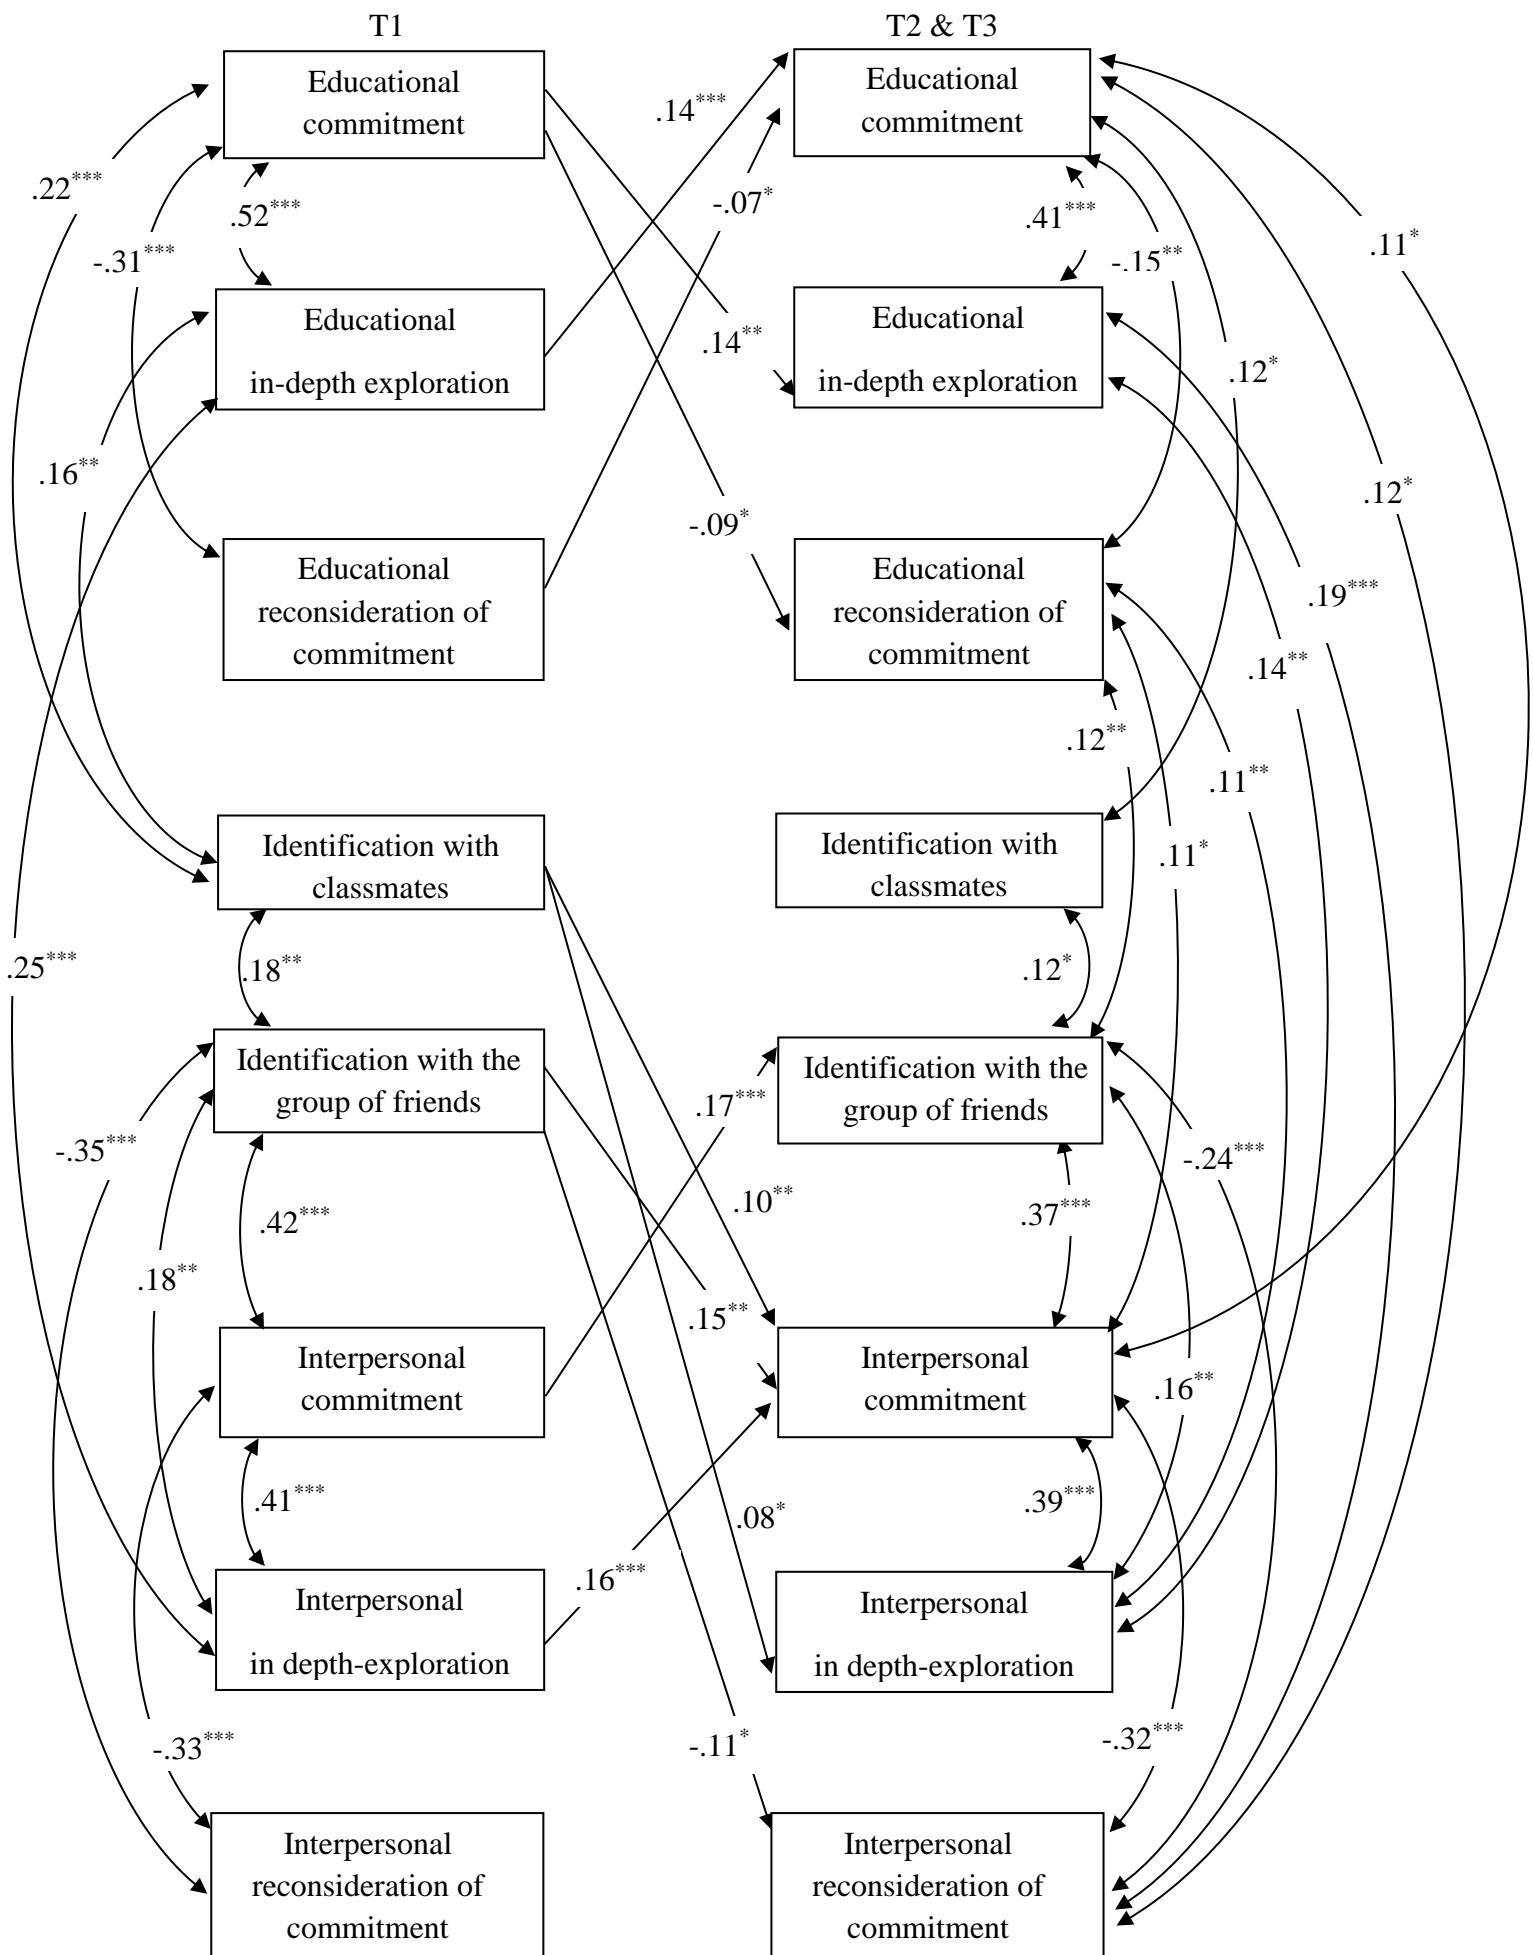 T1
T2 & T3
Educational
commitment
Educational
commitment
.14***
.22***
.52***
-.07*
.41***
-.31***
-.15**
.11*
Educational
in-depth exploration
Educational
in-depth exploration
.14**
.12*
.16**
.12*
-.09*
Educational
reconsideration of
commitment
Educational
reconsideration of
commitment
.19***
.14**
.12**
.11**
Identification with
classmates
Identification with
classmates
.11*
.25***
.18**
.12*
Identification with the
group of friends
Identification with the
group of friends
.17***
-.35***
-.24***
.42***
.10**
.37***
.18**
.15**
Interpersonal
commitment
Interpersonal
commitment
.16**
.41***
.39***
.08*
.16***
Interpersonal
in depth-exploration
Interpersonal
in depth-exploration
-.33***
-.11*
-.32***
Interpersonal
reconsideration of
commitment
Interpersonal
reconsideration of
commitment